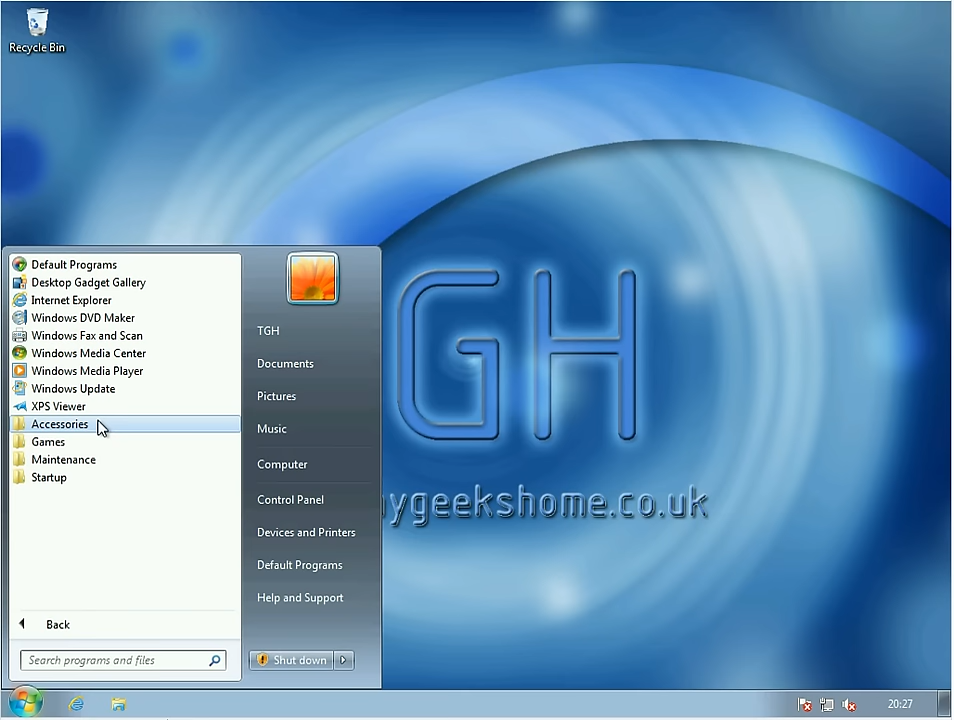 Recycle Bin
Default Programs
Desktop Gadget Gallery
Internet Explorer
Windows DVD Maker
Windows Fax and Scan
Windows Media Center
Windows Media Player
Windows Update
XPS Viewer
Accessories
Games
Maintenance
Startup
Back
Search programs and files
TGH
Documents
Pictures
Music
Computer
Control Panel
Devices and Printers
Default Programs
Help and Support
Shut down
GH
ygeekshome.co.uk
20:27